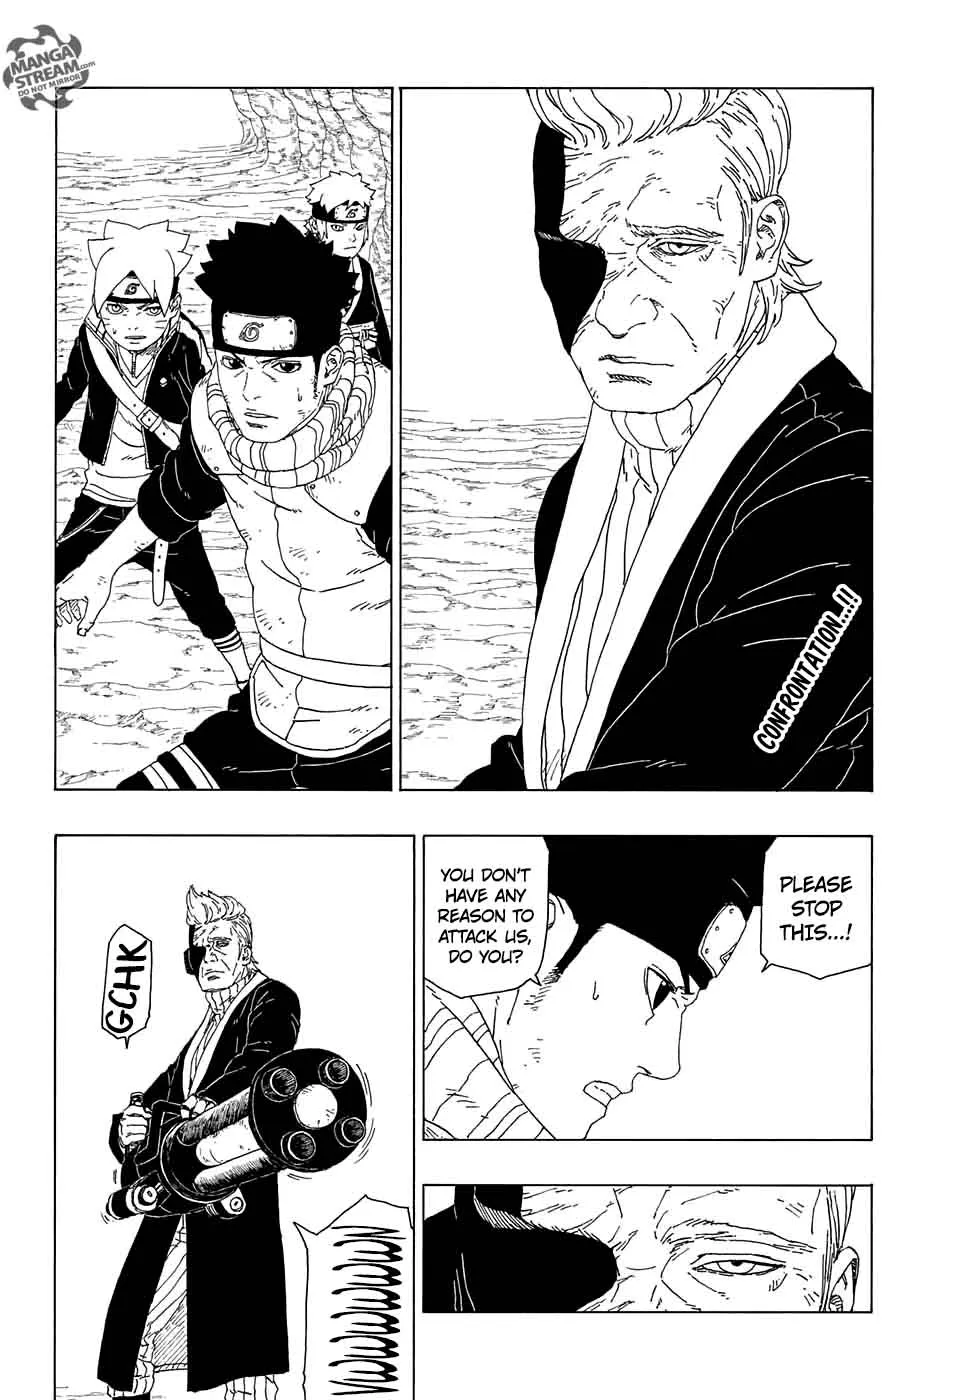 MANGA
STREAM.com
DO NOT MIRROR
CONFRONTATION...!!
PLEASE
STOP
THIS...!
YOU DON'T
HAVE ANY
REASON TO
ATTACK US,
DO YOU?
GCHK